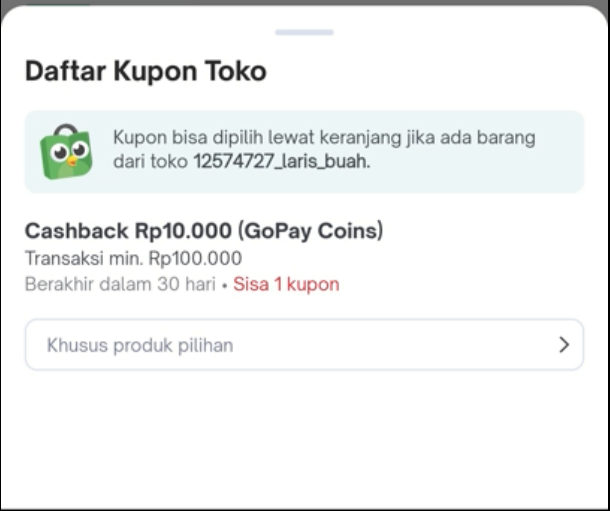 Daftar Kupon Toko
Kupon bisa dipilih lewat keranjang jika ada barang
dari toko 12574727_laris_buah.
Cashback Rp10.000 (GoPay Coins)
Transaksi min. Rp100.000
Berakhir dalam 30 hari • Sisa 1 kupon
Khusus produk pilihan